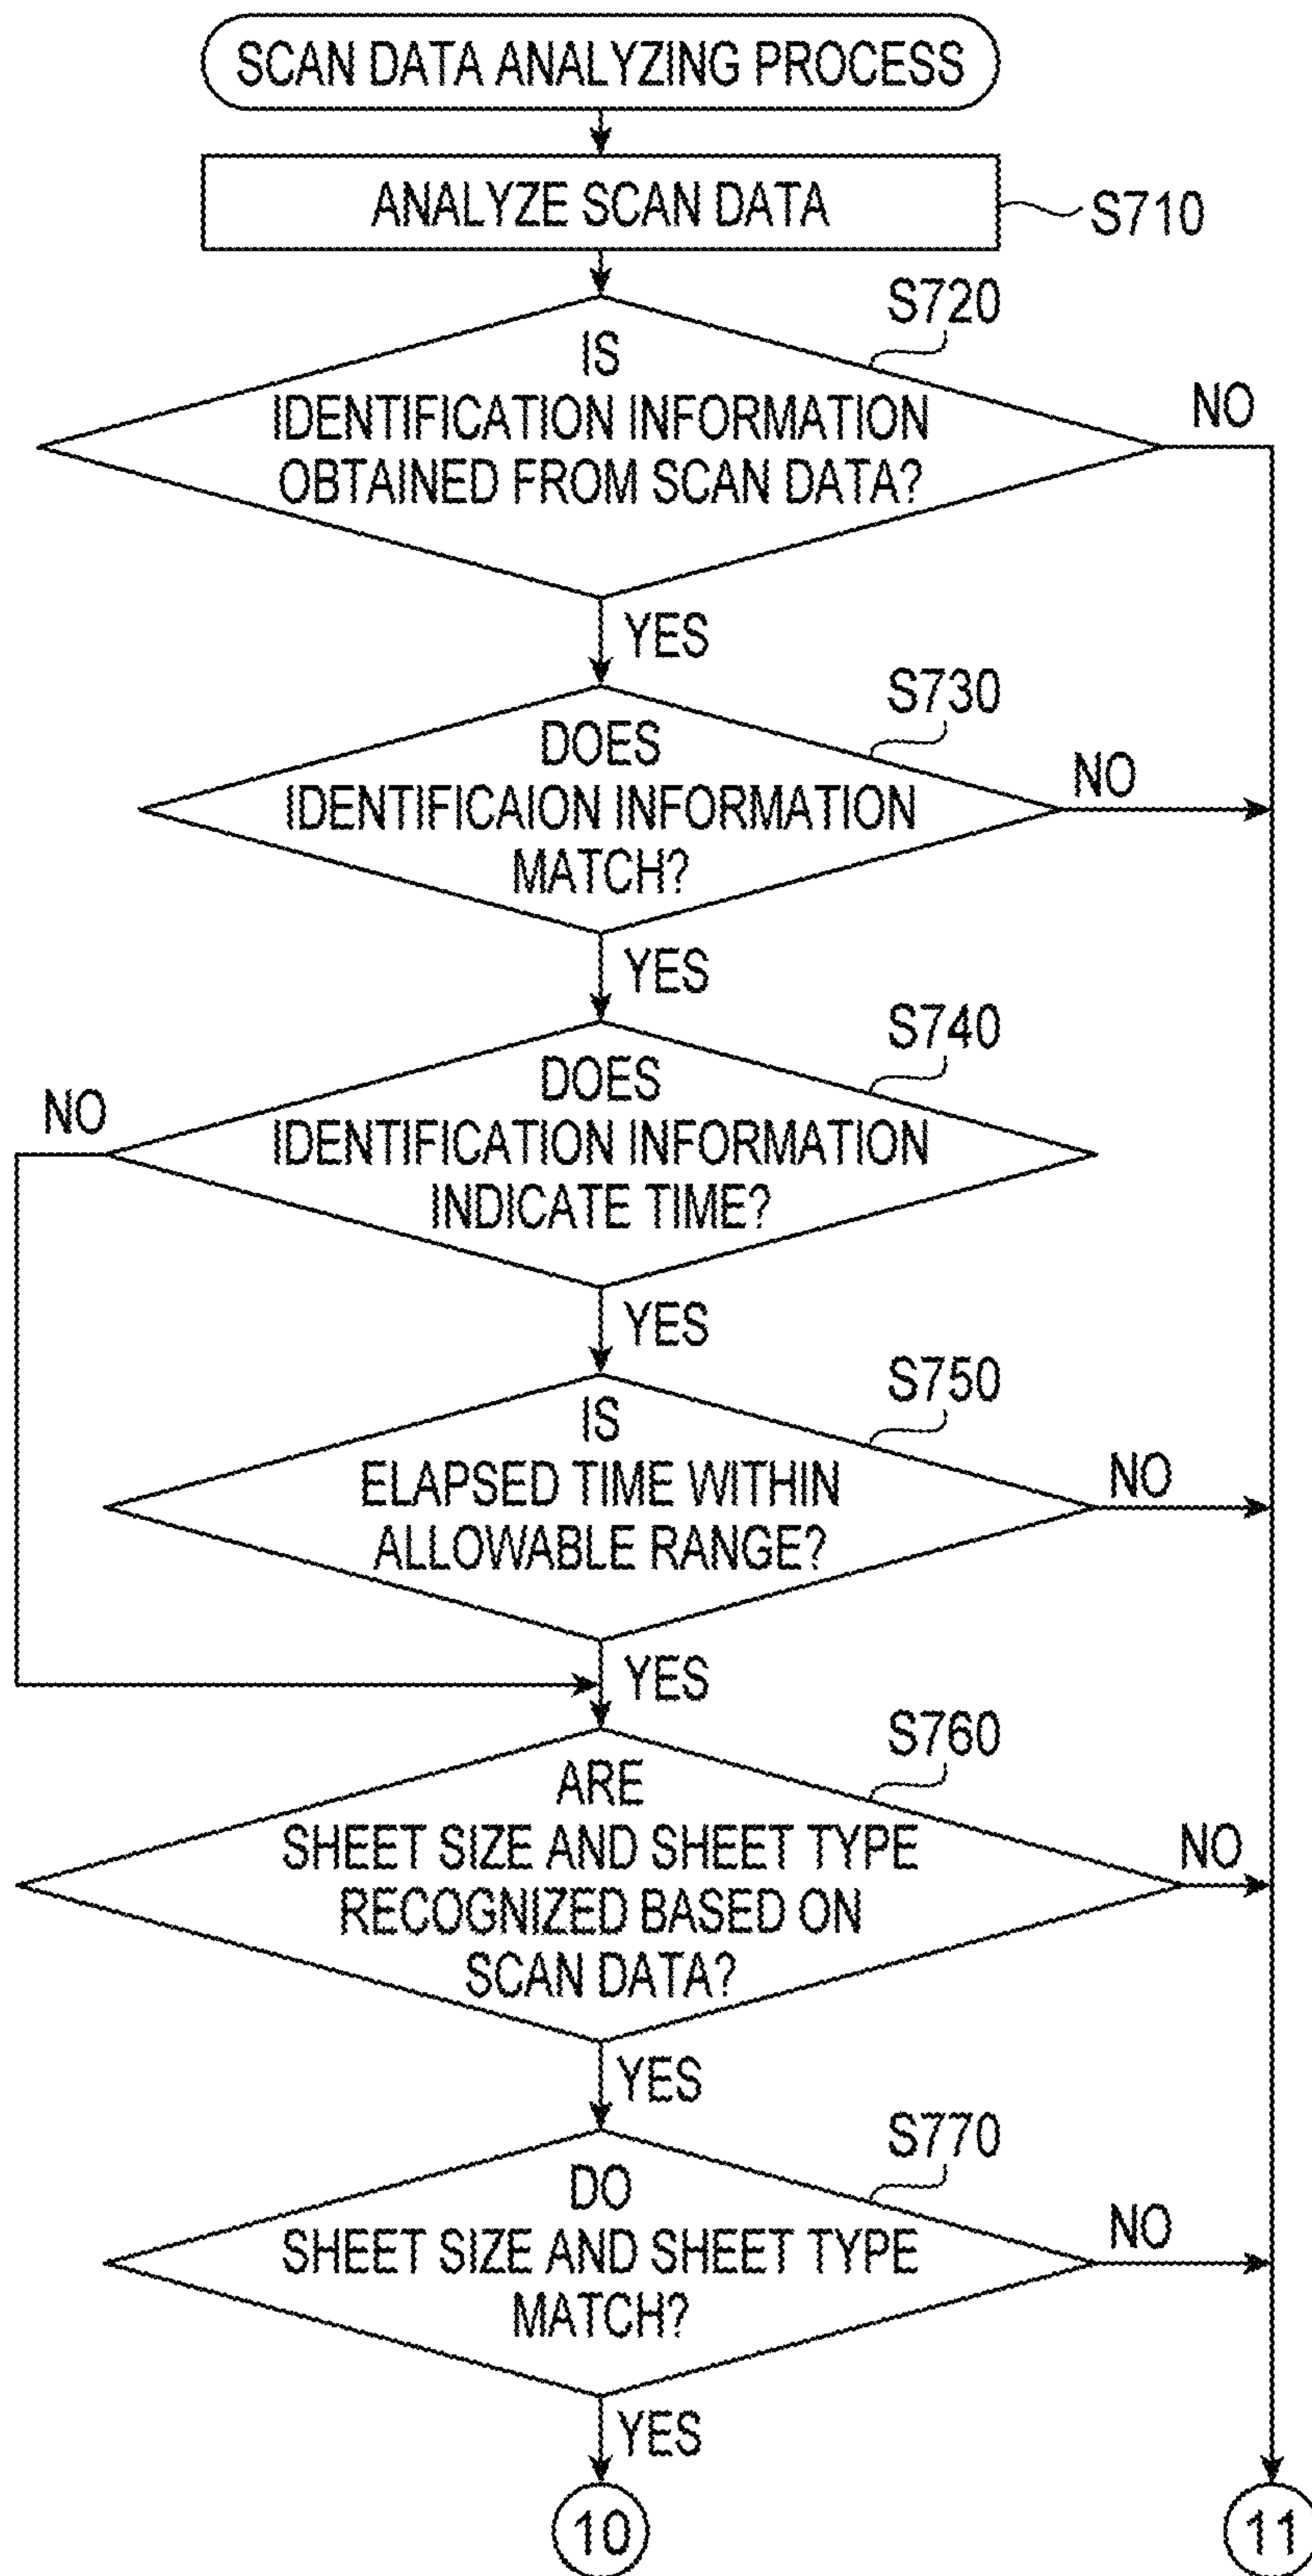 SCAN DATA ANALYZING PROCESS
ANALYZE SCAN DATA
S710
S720
IS
IDENTIFICATION INFORMATION
OBTAINED FROM SCAN DATA?
NO
YES
S730
DOES
IDENTIFICAION INFORMATION
MATCH?
NO
YES
S740
DOES
IDENTIFICATION INFORMATION
INDICATE TIME?
NO
YES
S750
IS
ELAPSED TIME WITHIN
ALLOWABLE RANGE?
NO
YES
S760
ARE
SHEET SIZE AND SHEET TYPE
RECOGNIZED BASED ON
SCAN DATA?
NO
YES
S770
DO
SHEET SIZE AND SHEET TYPE
MATCH?
NO
YES
10
11